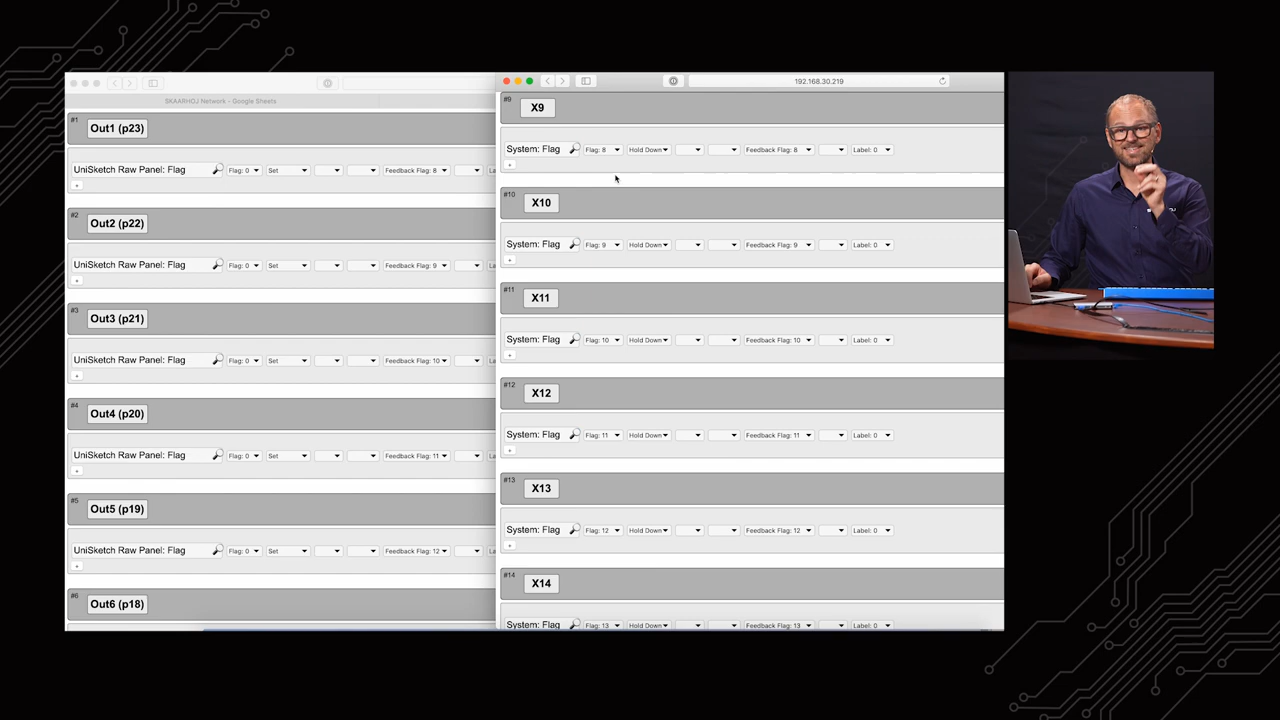 SKAARHOJ Network - Google Sheets
#1 Out1 (p23)
UniSketch Raw Panel: Flag Flag: 0 Set Feedback Flag: 8
+
#2 Out2 (p22)
UniSketch Raw Panel: Flag Flag: 0 Set Feedback Flag: 9
+
#3 Out3 (p21)
UniSketch Raw Panel: Flag Flag: 0 Set Feedback Flag: 10
+
#4 Out4 (p20)
UniSketch Raw Panel: Flag Flag: 0 Set Feedback Flag: 11
+
#5 Out5 (p19)
UniSketch Raw Panel: Flag Flag: 0 Set Feedback Flag: 12
+
#6 Out6 (p18)
192.168.30.219
#9 X9
System: Flag Flag: 8 Hold Down Feedback Flag: 8 Label: 0
+
#10 X10
System: Flag Flag: 9 Hold Down Feedback Flag: 9 Label: 0
+
#11 X11
System: Flag Flag: 10 Hold Down Feedback Flag: 10 Label: 0
+
#12 X12
System: Flag Flag: 11 Hold Down Feedback Flag: 11 Label: 0
+
#13 X13
System: Flag Flag: 12 Hold Down Feedback Flag: 12 Label: 0
+
#14 X14
System: Flag Flag: 13 Hold Down Feedback Flag: 13 Label: 0